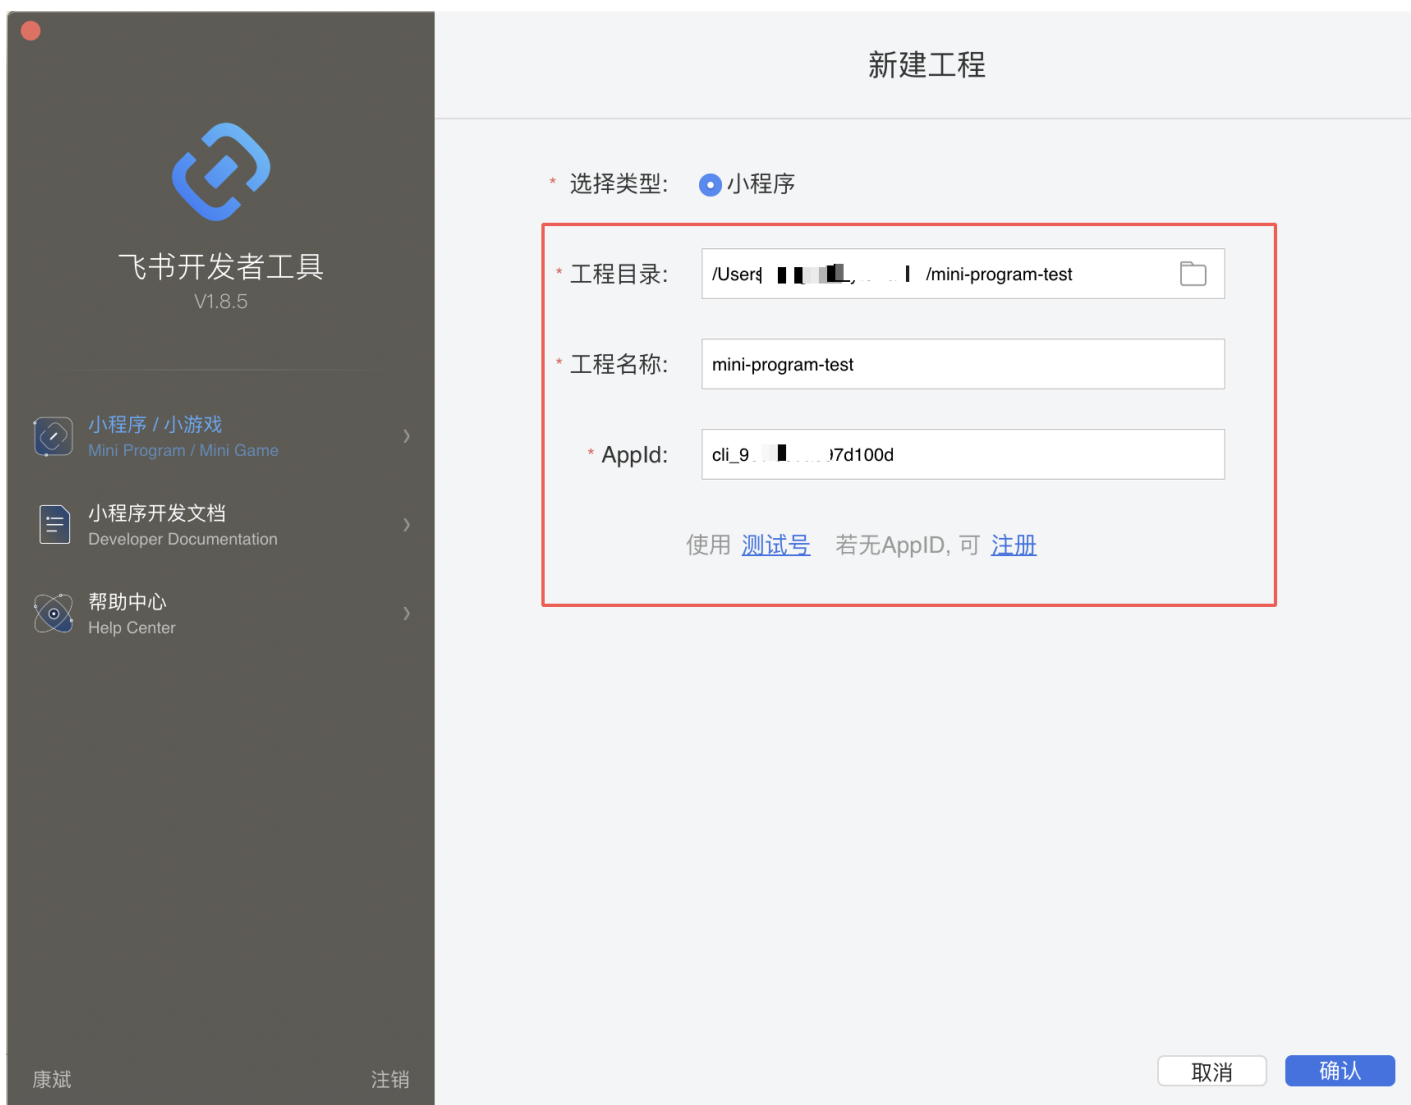 飞书开发者工具
V1.8.5
小程序 / 小游戏
Mini Program / Mini Game
小程序开发文档
Developer Documentation
帮助中心
Help Center
康斌
注销
新建工程
* 选择类型: 小程序
* 工程目录: /Users /mini-program-test
* 工程名称: mini-program-test
* AppId: cli_9 97d100d
使用 测试号 若无AppID, 可 注册
取消
确认